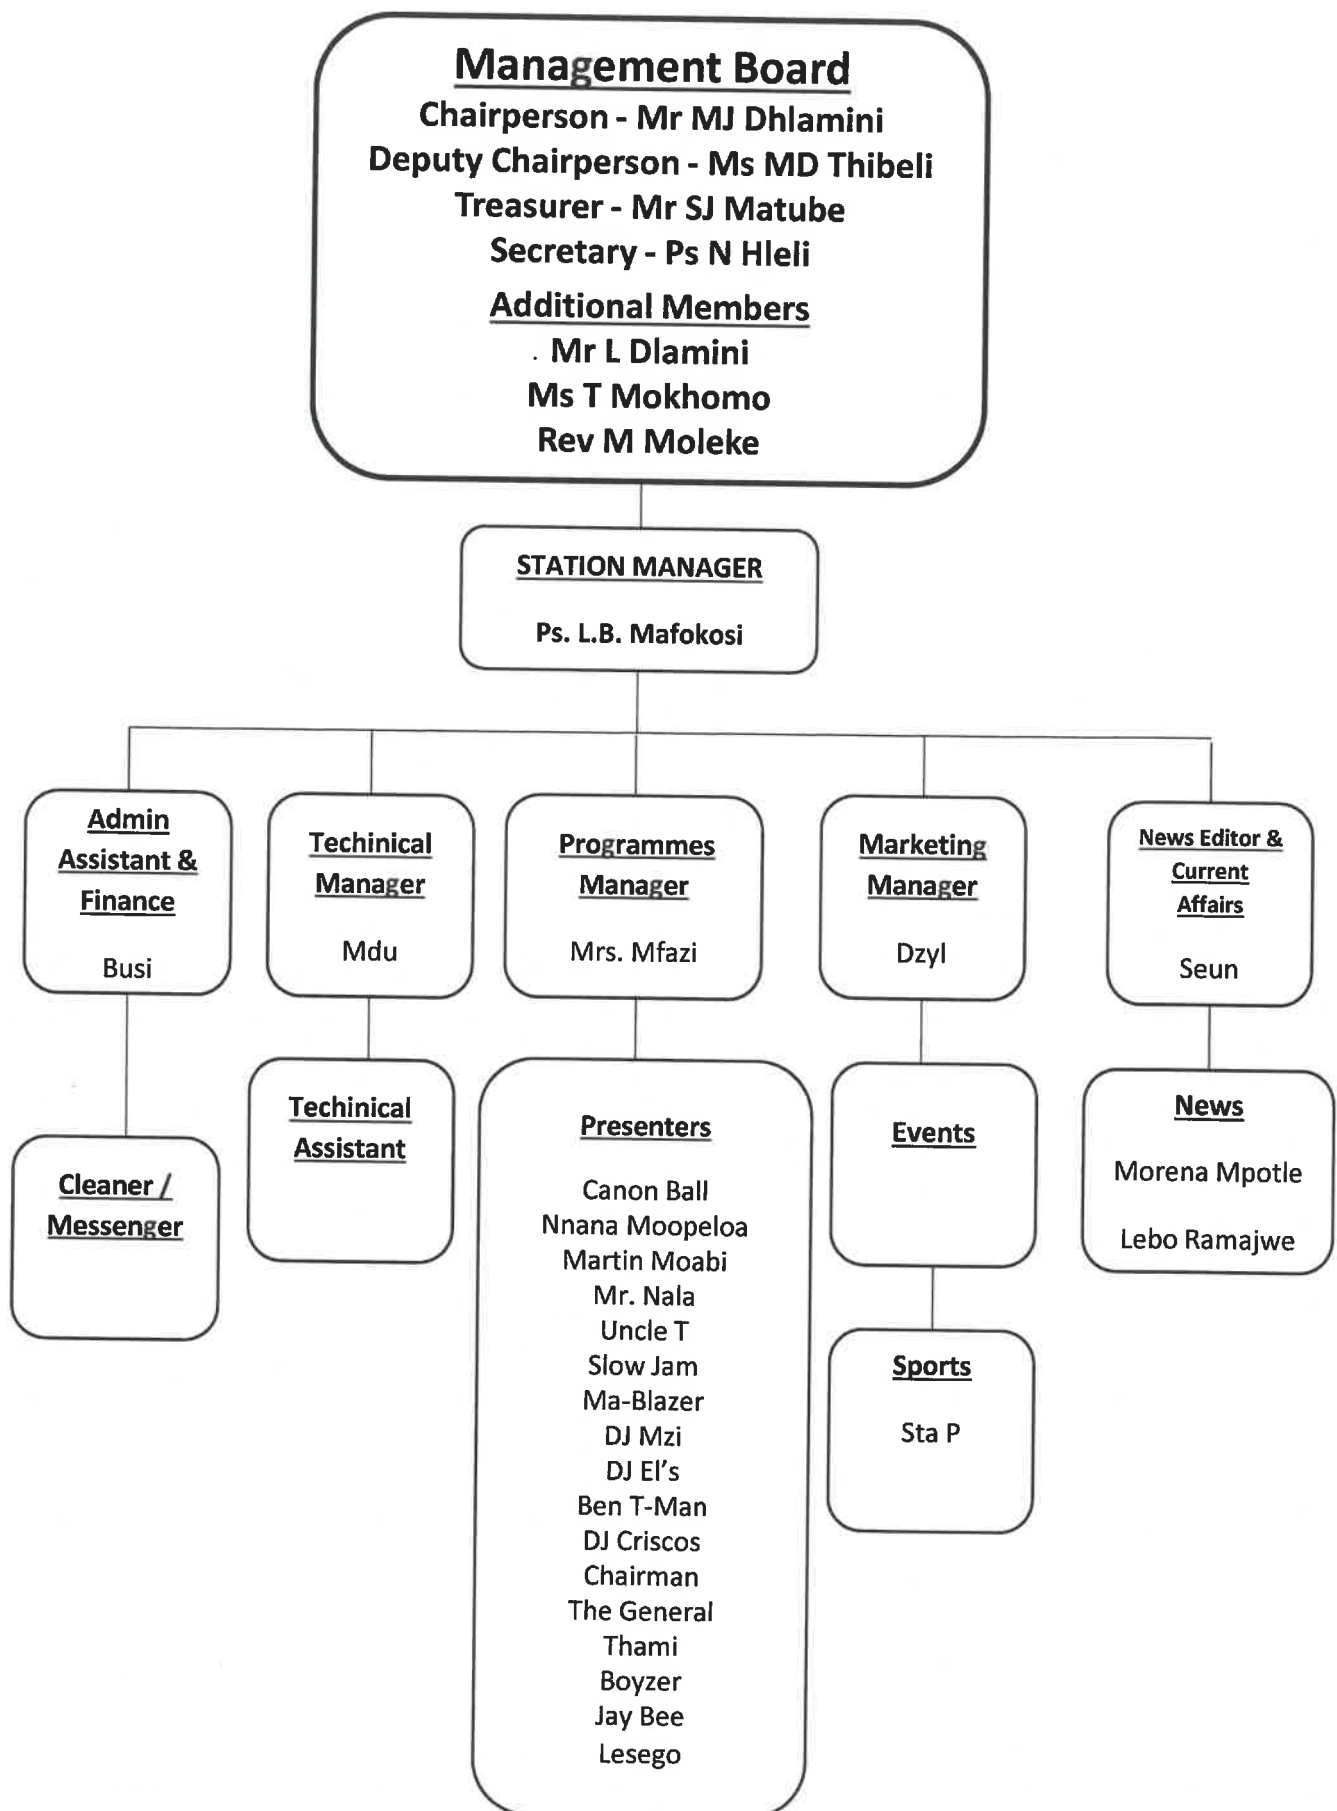 Management Board
Chairperson - Mr MJ Dhlamini
Deputy Chairperson - Ms MD Thibeli
Treasurer - Mr SJ Matube
Secretary - Ps N Hleli
Additional Members
Mr L Dlamini
Ms T Mokhomo
Rev M Moleke
STATION MANAGER
Ps. L.B. Mafokosi
Admin
Assistant &
Finance
Busi
Techinical
Manager
Mdu
Programmes
Manager
Mrs. Mfazi
Marketing
Manager
Dzyl
News Editor &
Current
Affairs
Seun
Cleaner /
Messenger
Techinical
Assistant
Presenters
Canon Ball
Nnana Moopeloa
Martin Moabi
Mr. Nala
Uncle T
Slow Jam
Ma-Blazer
DJ Mzi
DJ El's
Ben T-Man
DJ Criscos
Chairman
The General
Thami
Boyzer
Jay Bee
Lesego
Events
Sports
Sta P
News
Morena Mpotle
Lebo Ramajwe